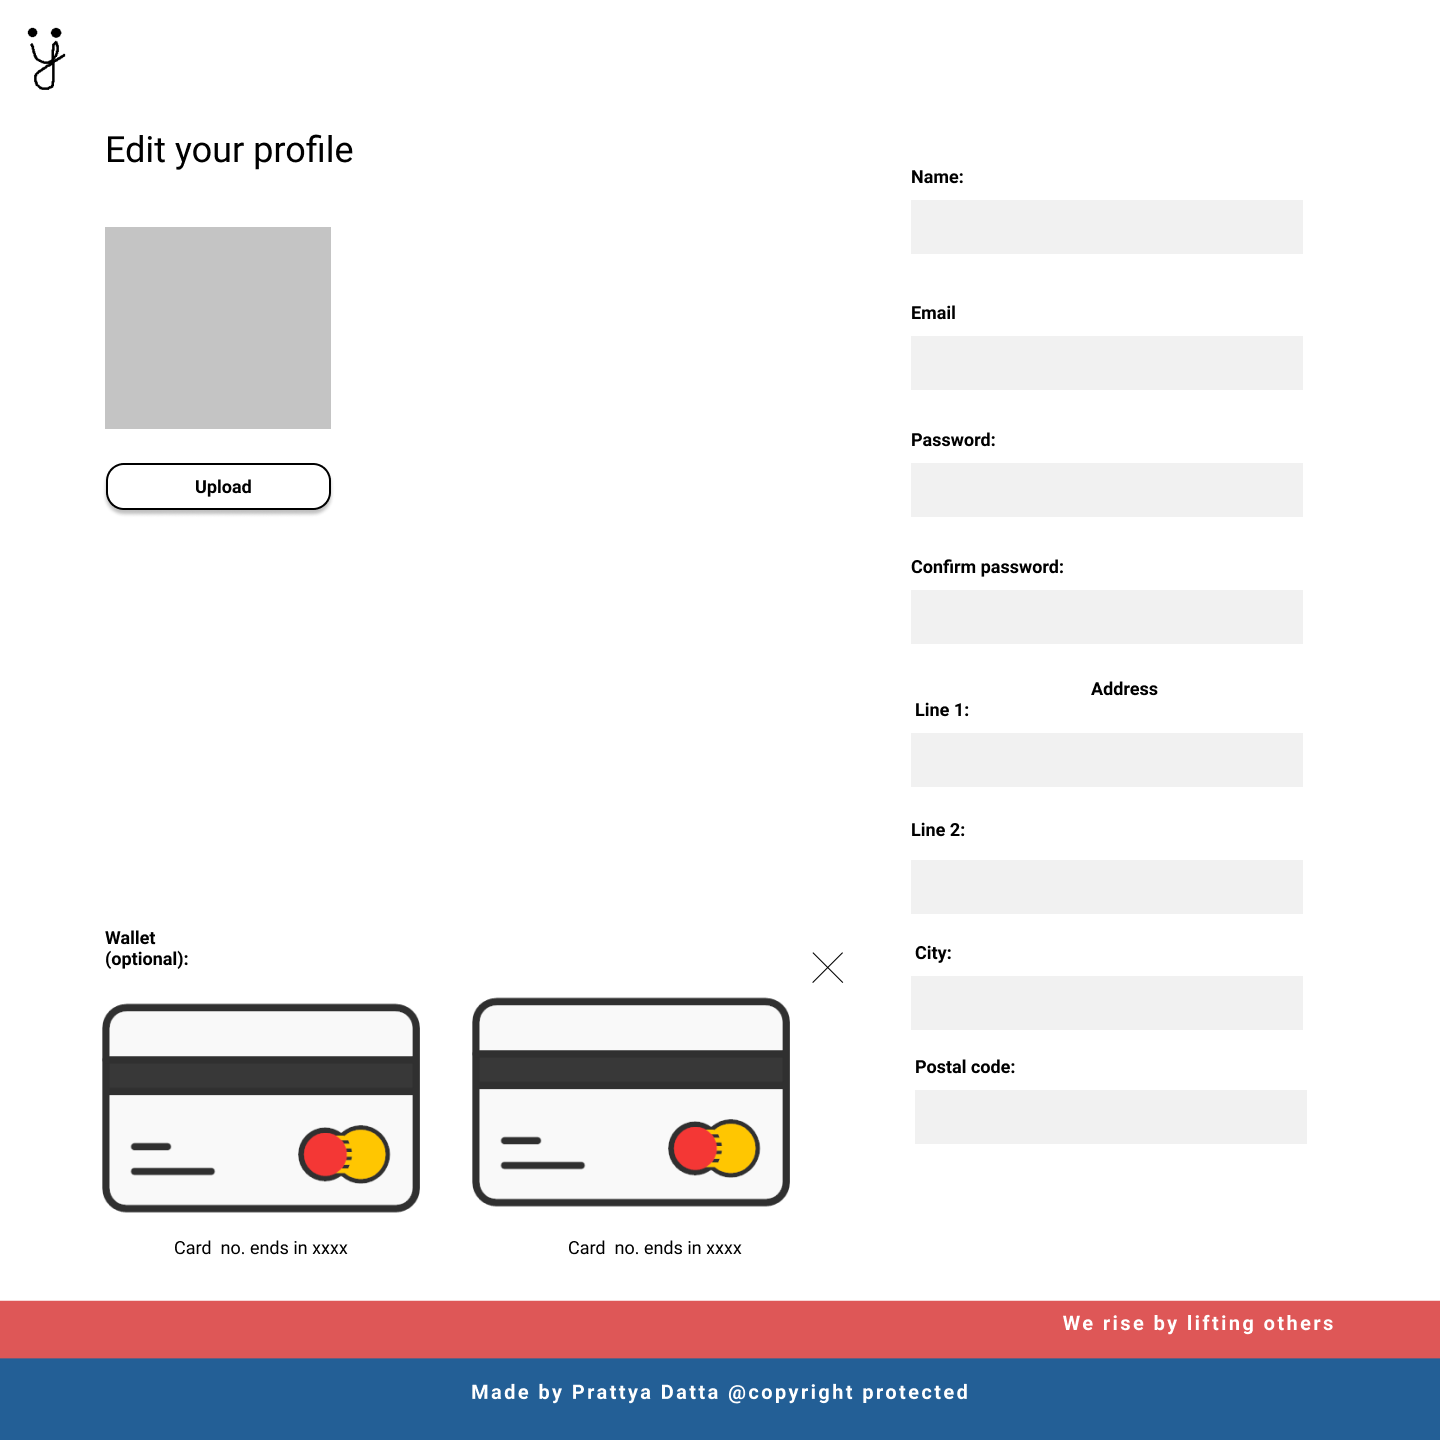 ÿ
Edit your profile
Upload
Name:
Email
Password:
Confirm password:
Address
Line 1:
Line 2:
City:
Postal code:
Wallet
(optional):
Card  no. ends in xxxx
Card  no. ends in xxxx
We rise by lifting others
Made by Prattya Datta @copyright protected